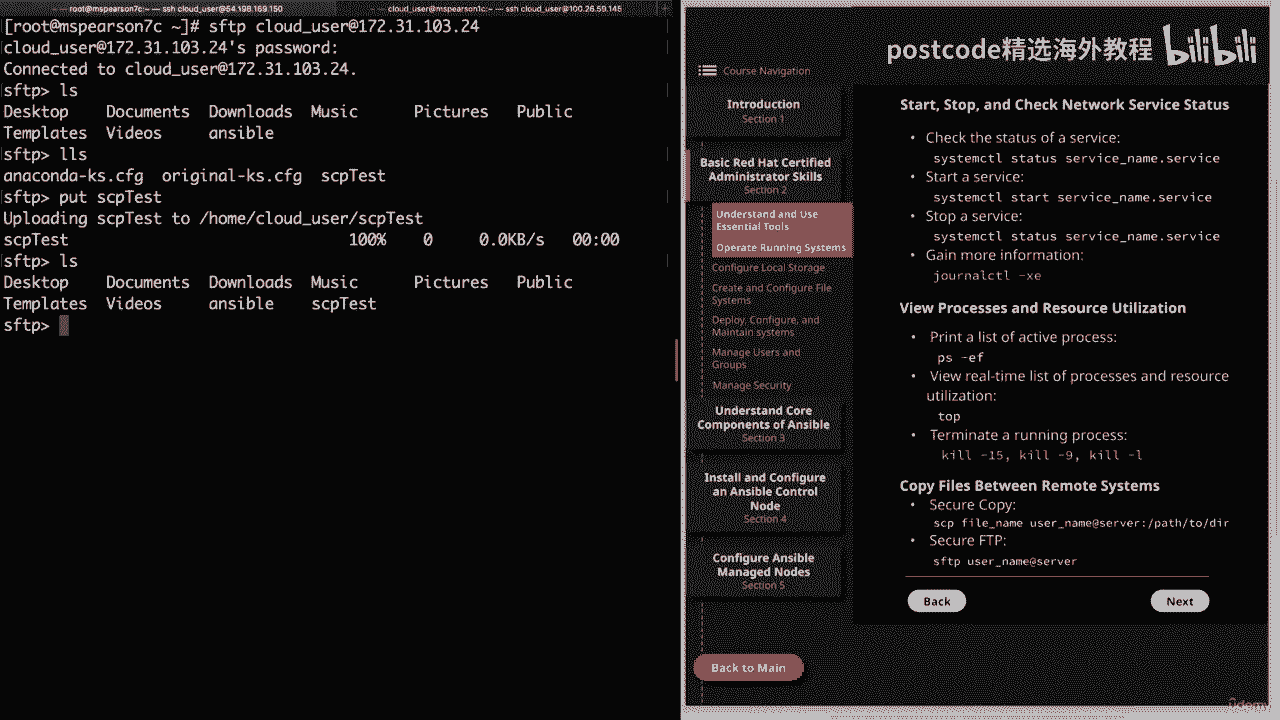 root@mspearson7c:~ — ssh cloud_user@54.198.169.150
cloud_user@mspearson1c:~ — ssh cloud_user@100.26.59.145
[root@mspearson7c ~]# sftp cloud_user@172.31.103.24
cloud_user@172.31.103.24's password:
Connected to cloud_user@172.31.103.24.
sftp> ls
Desktop Documents Downloads Music Pictures Public
Templates Videos ansible
sftp> lls
anaconda-ks.cfg original-ks.cfg scpTest
sftp> put scpTest
Uploading scpTest to /home/cloud_user/scpTest
scpTest 100% 0 0.0KB/s 00:00
sftp> ls
Desktop Documents Downloads Music Pictures Public
Templates Videos ansible scpTest
sftp>
postcode精选海外教程 bilibili
Course Navigation
Introduction
Section 1
Basic Red Hat Certified
Administrator Skills
Section 2
Understand and Use
Essential Tools
Operate Running Systems
Configure Local Storage
Create and Configure File
Systems
Deploy, Configure, and
Maintain systems
Manage Users and
Groups
Manage Security
Understand Core
Components of Ansible
Section 3
Install and Configure
an Ansible Control
Node
Section 4
Configure Ansible
Managed Nodes
Section 5
Back to Main
Start, Stop, and Check Network Service Status
• Check the status of a service:
systemctl status service_name.service
• Start a service:
systemctl start service_name.service
• Stop a service:
systemctl status service_name.service
• Gain more information:
journalctl -xe
View Processes and Resource Utilization
• Print a list of active process:
ps -ef
• View real-time list of processes and resource
utilization:
top
• Terminate a running process:
kill -15, kill -9, kill -l
Copy Files Between Remote Systems
• Secure Copy:
scp file_name user_name@server:/path/to/dir
• Secure FTP:
sftp user_name@server
Back
Next
ûdemy